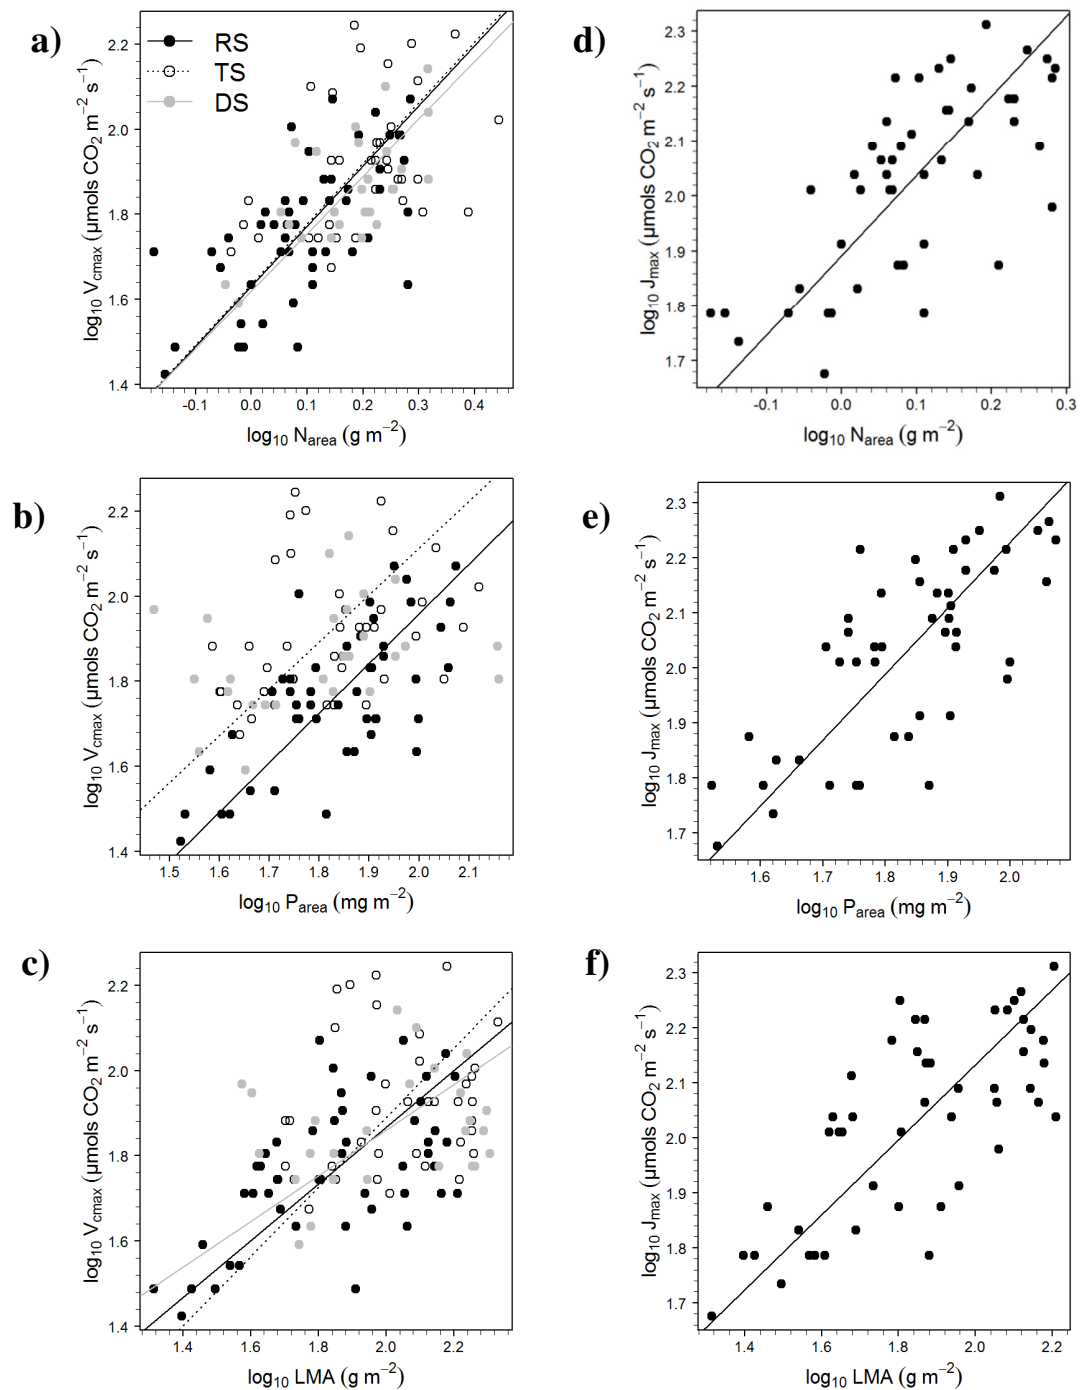 a)
RS
TS
DS
log10 Vcmax (µmols CO2 m−2 s−1)
2.2
2.0
1.8
1.6
1.4
-0.1 0.0 0.1 0.2 0.3 0.4
log10 Narea (g m−2)
d)
log10 Jmax (µmols CO2 m−2 s−1)
2.3
2.2
2.1
2.0
1.9
1.8
1.7
-0.1 0.0 0.1 0.2 0.3
log10 Narea (g m−2)
b)
log10 Vcmax (µmols CO2 m−2 s−1)
2.2
2.0
1.8
1.6
1.4
1.5 1.6 1.7 1.8 1.9 2.0 2.1
log10 Parea (mg m−2)
e)
log10 Jmax (µmols CO2 m−2 s−1)
2.3
2.2
2.1
2.0
1.9
1.8
1.7
1.6 1.7 1.8 1.9 2.0
log10 Parea (mg m−2)
c)
log10 Vcmax (µmols CO2 m−2 s−1)
2.2
2.0
1.8
1.6
1.4
1.4 1.6 1.8 2.0 2.2
log10 LMA (g m−2)
f)
log10 Jmax (µmols CO2 m−2 s−1)
2.3
2.2
2.1
2.0
1.9
1.8
1.7
1.4 1.6 1.8 2.0 2.2
log10 LMA (g m−2)